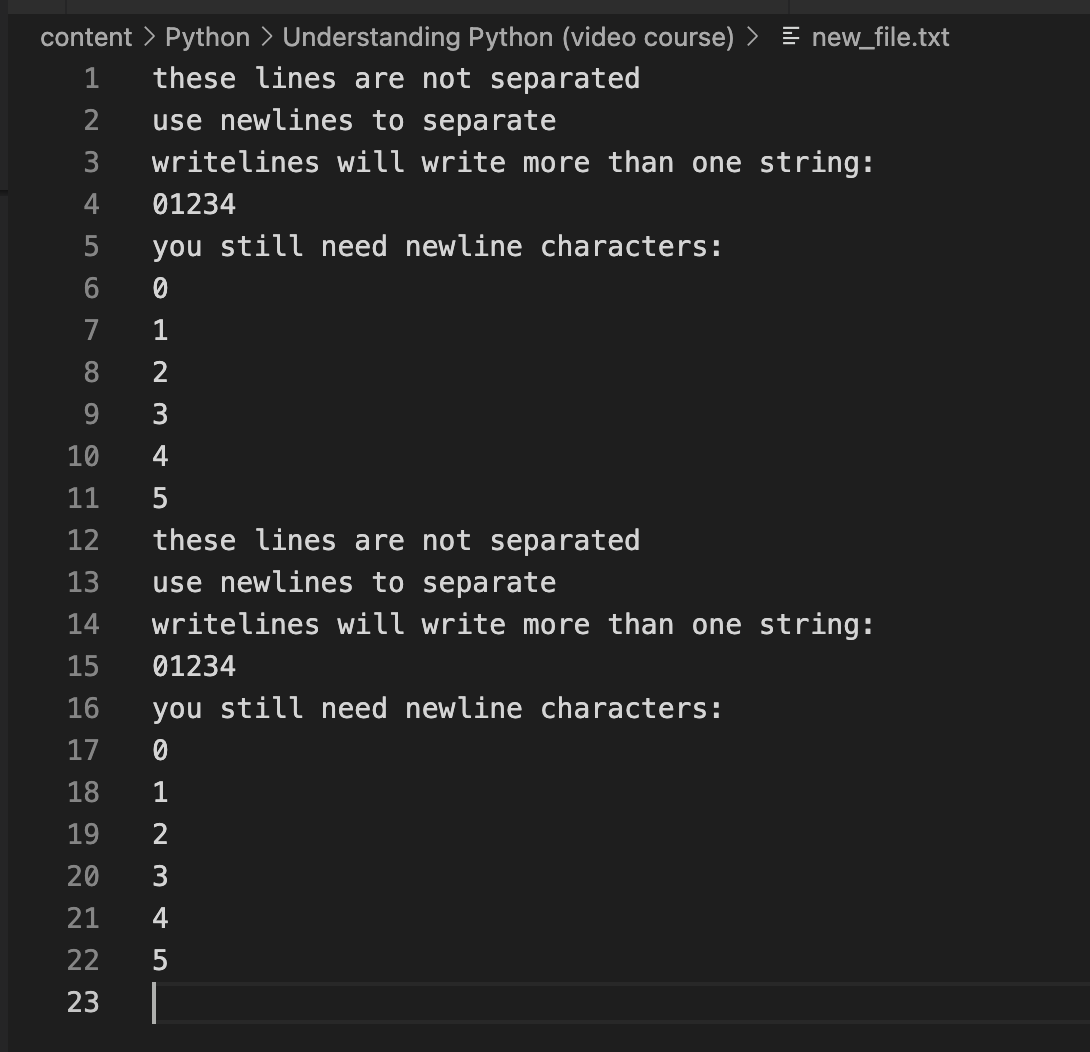 content > Python > Understanding Python (video course) > new_file.txt
1 these lines are not separated
2 use newlines to separate
3 writelines will write more than one string:
4 01234
5 you still need newline characters:
6 0
7 1
8 2
9 3
10 4
11 5
12 these lines are not separated
13 use newlines to separate
14 writelines will write more than one string:
15 01234
16 you still need newline characters:
17 0
18 1
19 2
20 3
21 4
22 5
23